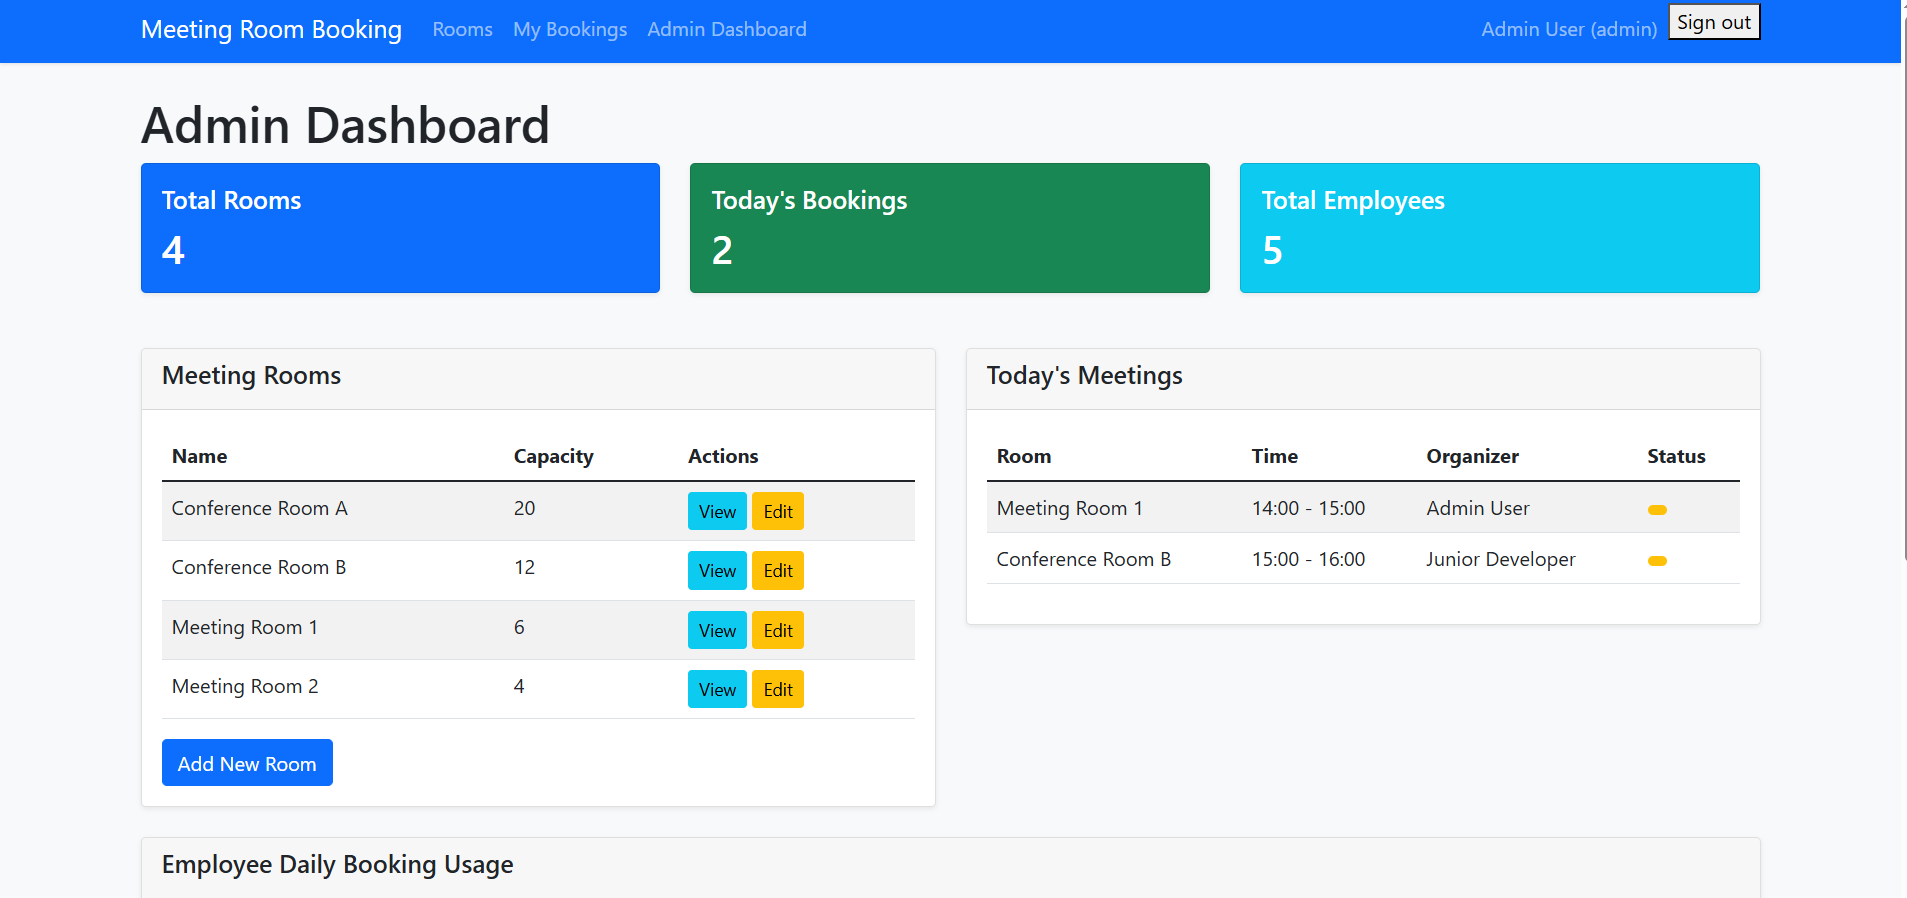 Meeting Room Booking Rooms My Bookings Admin Dashboard Admin User (admin) Sign out
Admin Dashboard
Total Rooms
4
Today's Bookings
2
Total Employees
5
Meeting Rooms
Name Capacity Actions
Conference Room A 20 View Edit
Conference Room B 12 View Edit
Meeting Room 1 6 View Edit
Meeting Room 2 4 View Edit
Add New Room
Today's Meetings
Room Time Organizer Status
Meeting Room 1 14:00 - 15:00 Admin User
Conference Room B 15:00 - 16:00 Junior Developer
Employee Daily Booking Usage